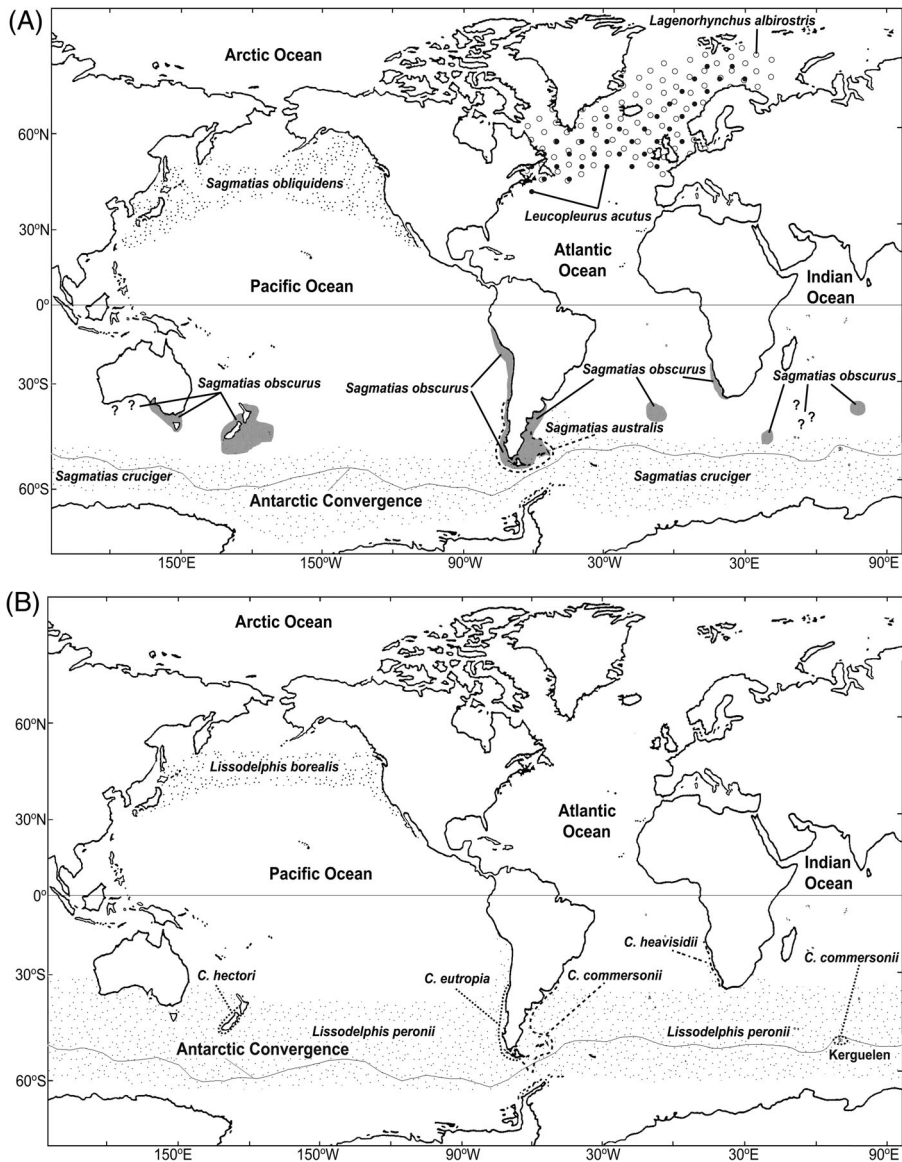 (A)
Lagenorhynchus albirostris
Arctic Ocean
60ºN
Sagmatias obliquidens
Leucopleurus acutus
30ºN
Atlantic
Ocean
Pacific Ocean
Indian
Ocean
0º
30ºS
Sagmatias obscurus
Sagmatias obscurus
Sagmatias obscurus
Sagmatias obscurus
? ?
?
?
?
Sagmatias australis
Sagmatias cruciger
Sagmatias cruciger
60ºS
Antarctic Convergence
150ºE
150ºW
90ºW
30ºW
30ºE
90ºE
(B)
Arctic Ocean
60ºN
Lissodelphis borealis
30ºN
Atlantic
Ocean
Pacific Ocean
Indian
Ocean
0º
C. heavisidii
C. commersonii
30ºS
C. hectori
C. eutropia
C. commersonii
Lissodelphis peronii
Lissodelphis peronii
Antarctic Convergence
Kerguelen
60ºS
150ºE
150ºW
90ºW
30ºW
30ºE
90ºE